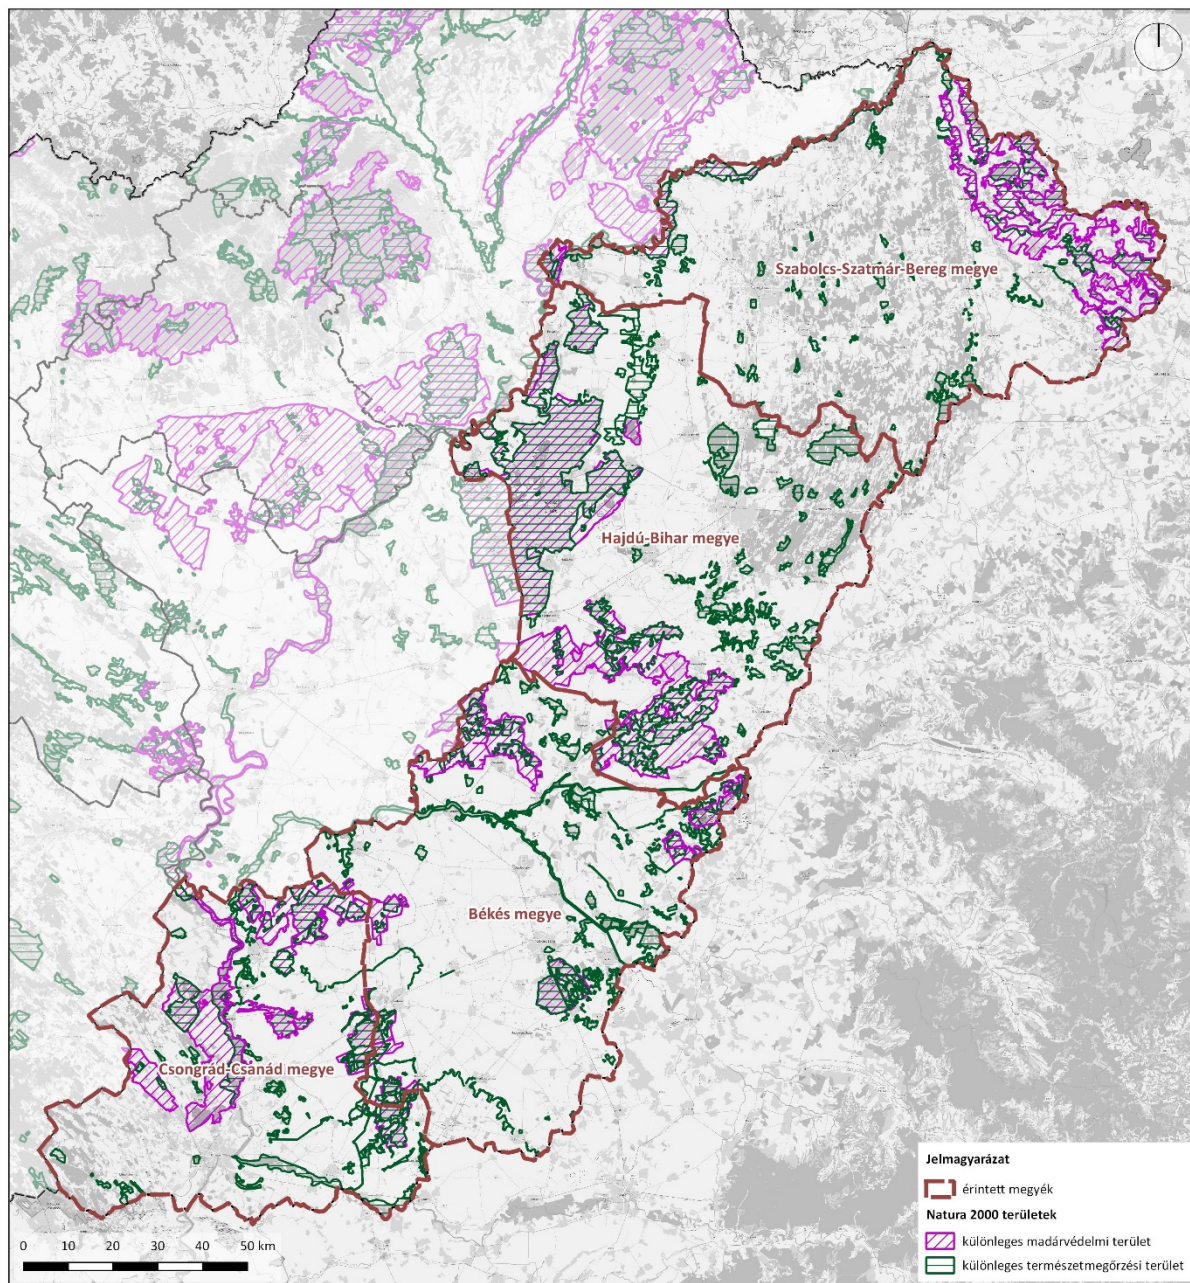 Szabolcs-Szatmár-Bereg megye
Hajdú-Bihar megye
Békés megye
Csongrád-Csanád megye
Jelmagyarázat
érintett megyék
Natura 2000 területek
különleges madárvédelmi terület
különleges természetmegőrzési terület
0 10 20 30 40 50 km